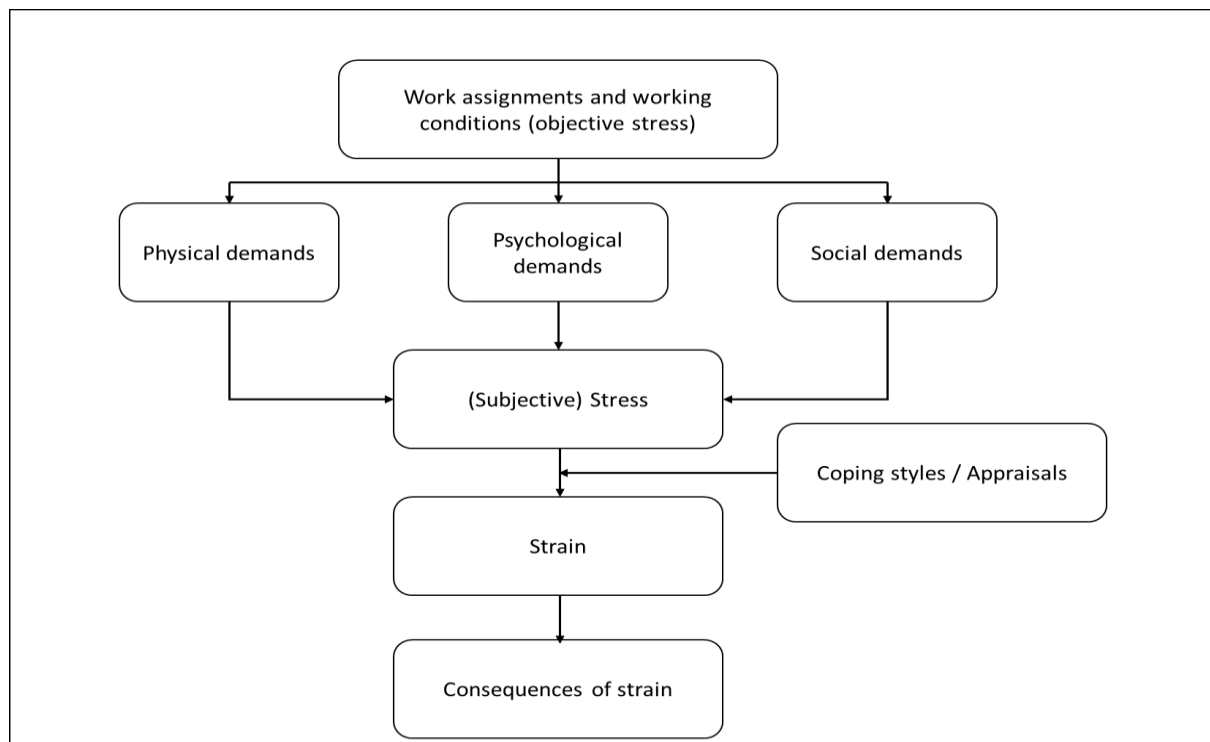 Work assignments and working
conditions (objective stress)
Physical demands
Psychological
demands
Social demands
(Subjective) Stress
Coping styles / Appraisals
Strain
Consequences of strain